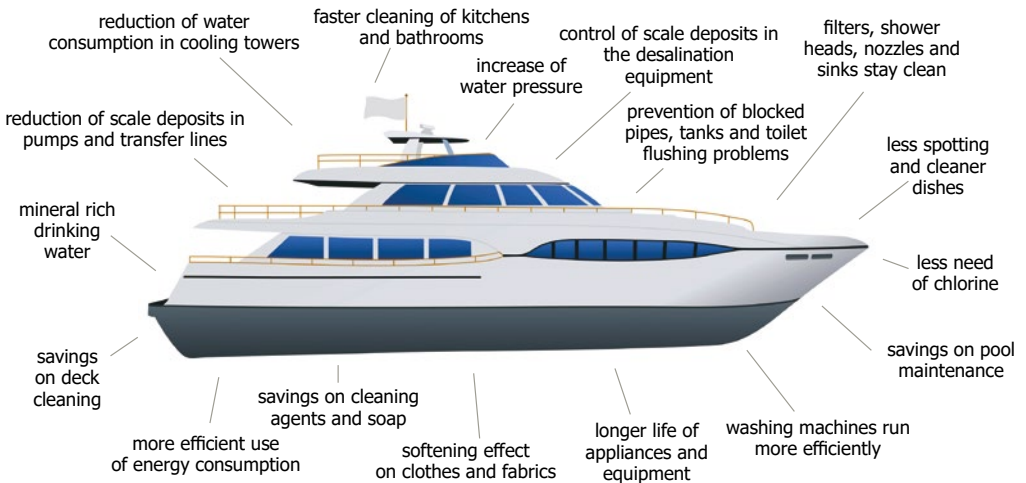 reduction of water
consumption in cooling towers
faster cleaning of kitchens
and bathrooms
increase of
water pressure
control of scale deposits in
the desalination
equipment
filters, shower
heads, nozzles and
sinks stay clean
reduction of scale deposits in
pumps and transfer lines
prevention of blocked
pipes, tanks and toilet
flushing problems
less spotting
and cleaner
dishes
mineral rich
drinking
water
less need
of chlorine
savings
on deck
cleaning
savings on pool
maintenance
more efficient use
of energy consumption
savings on cleaning
agents and soap
softening effect
on clothes and fabrics
longer life of
appliances and
equipment
washing machines run
more efficiently